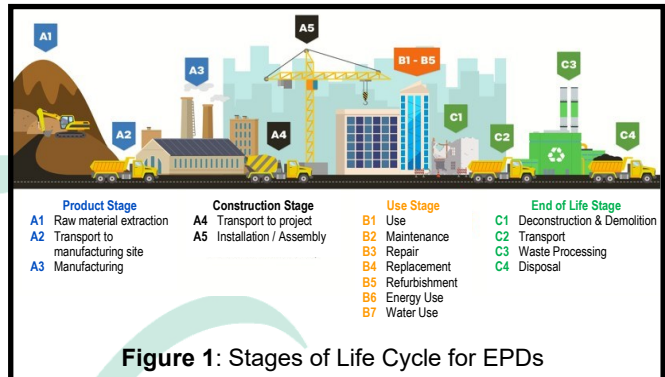 A1
A5
A3
B1 - B5
C3
C1
A2
A4
C2
C4
Product Stage
A1 Raw material extraction
A2 Transport to
manufacturing site
A3 Manufacturing
Construction Stage
A4 Transport to project
A5 Installation / Assembly
Use Stage
B1 Use
B2 Maintenance
B3 Repair
B4 Replacement
B5 Refurbishment
B6 Energy Use
B7 Water Use
End of Life Stage
C1 Deconstruction & Demolition
C2 Transport
C3 Waste Processing
C4 Disposal
Figure 1: Stages of Life Cycle for EPDs